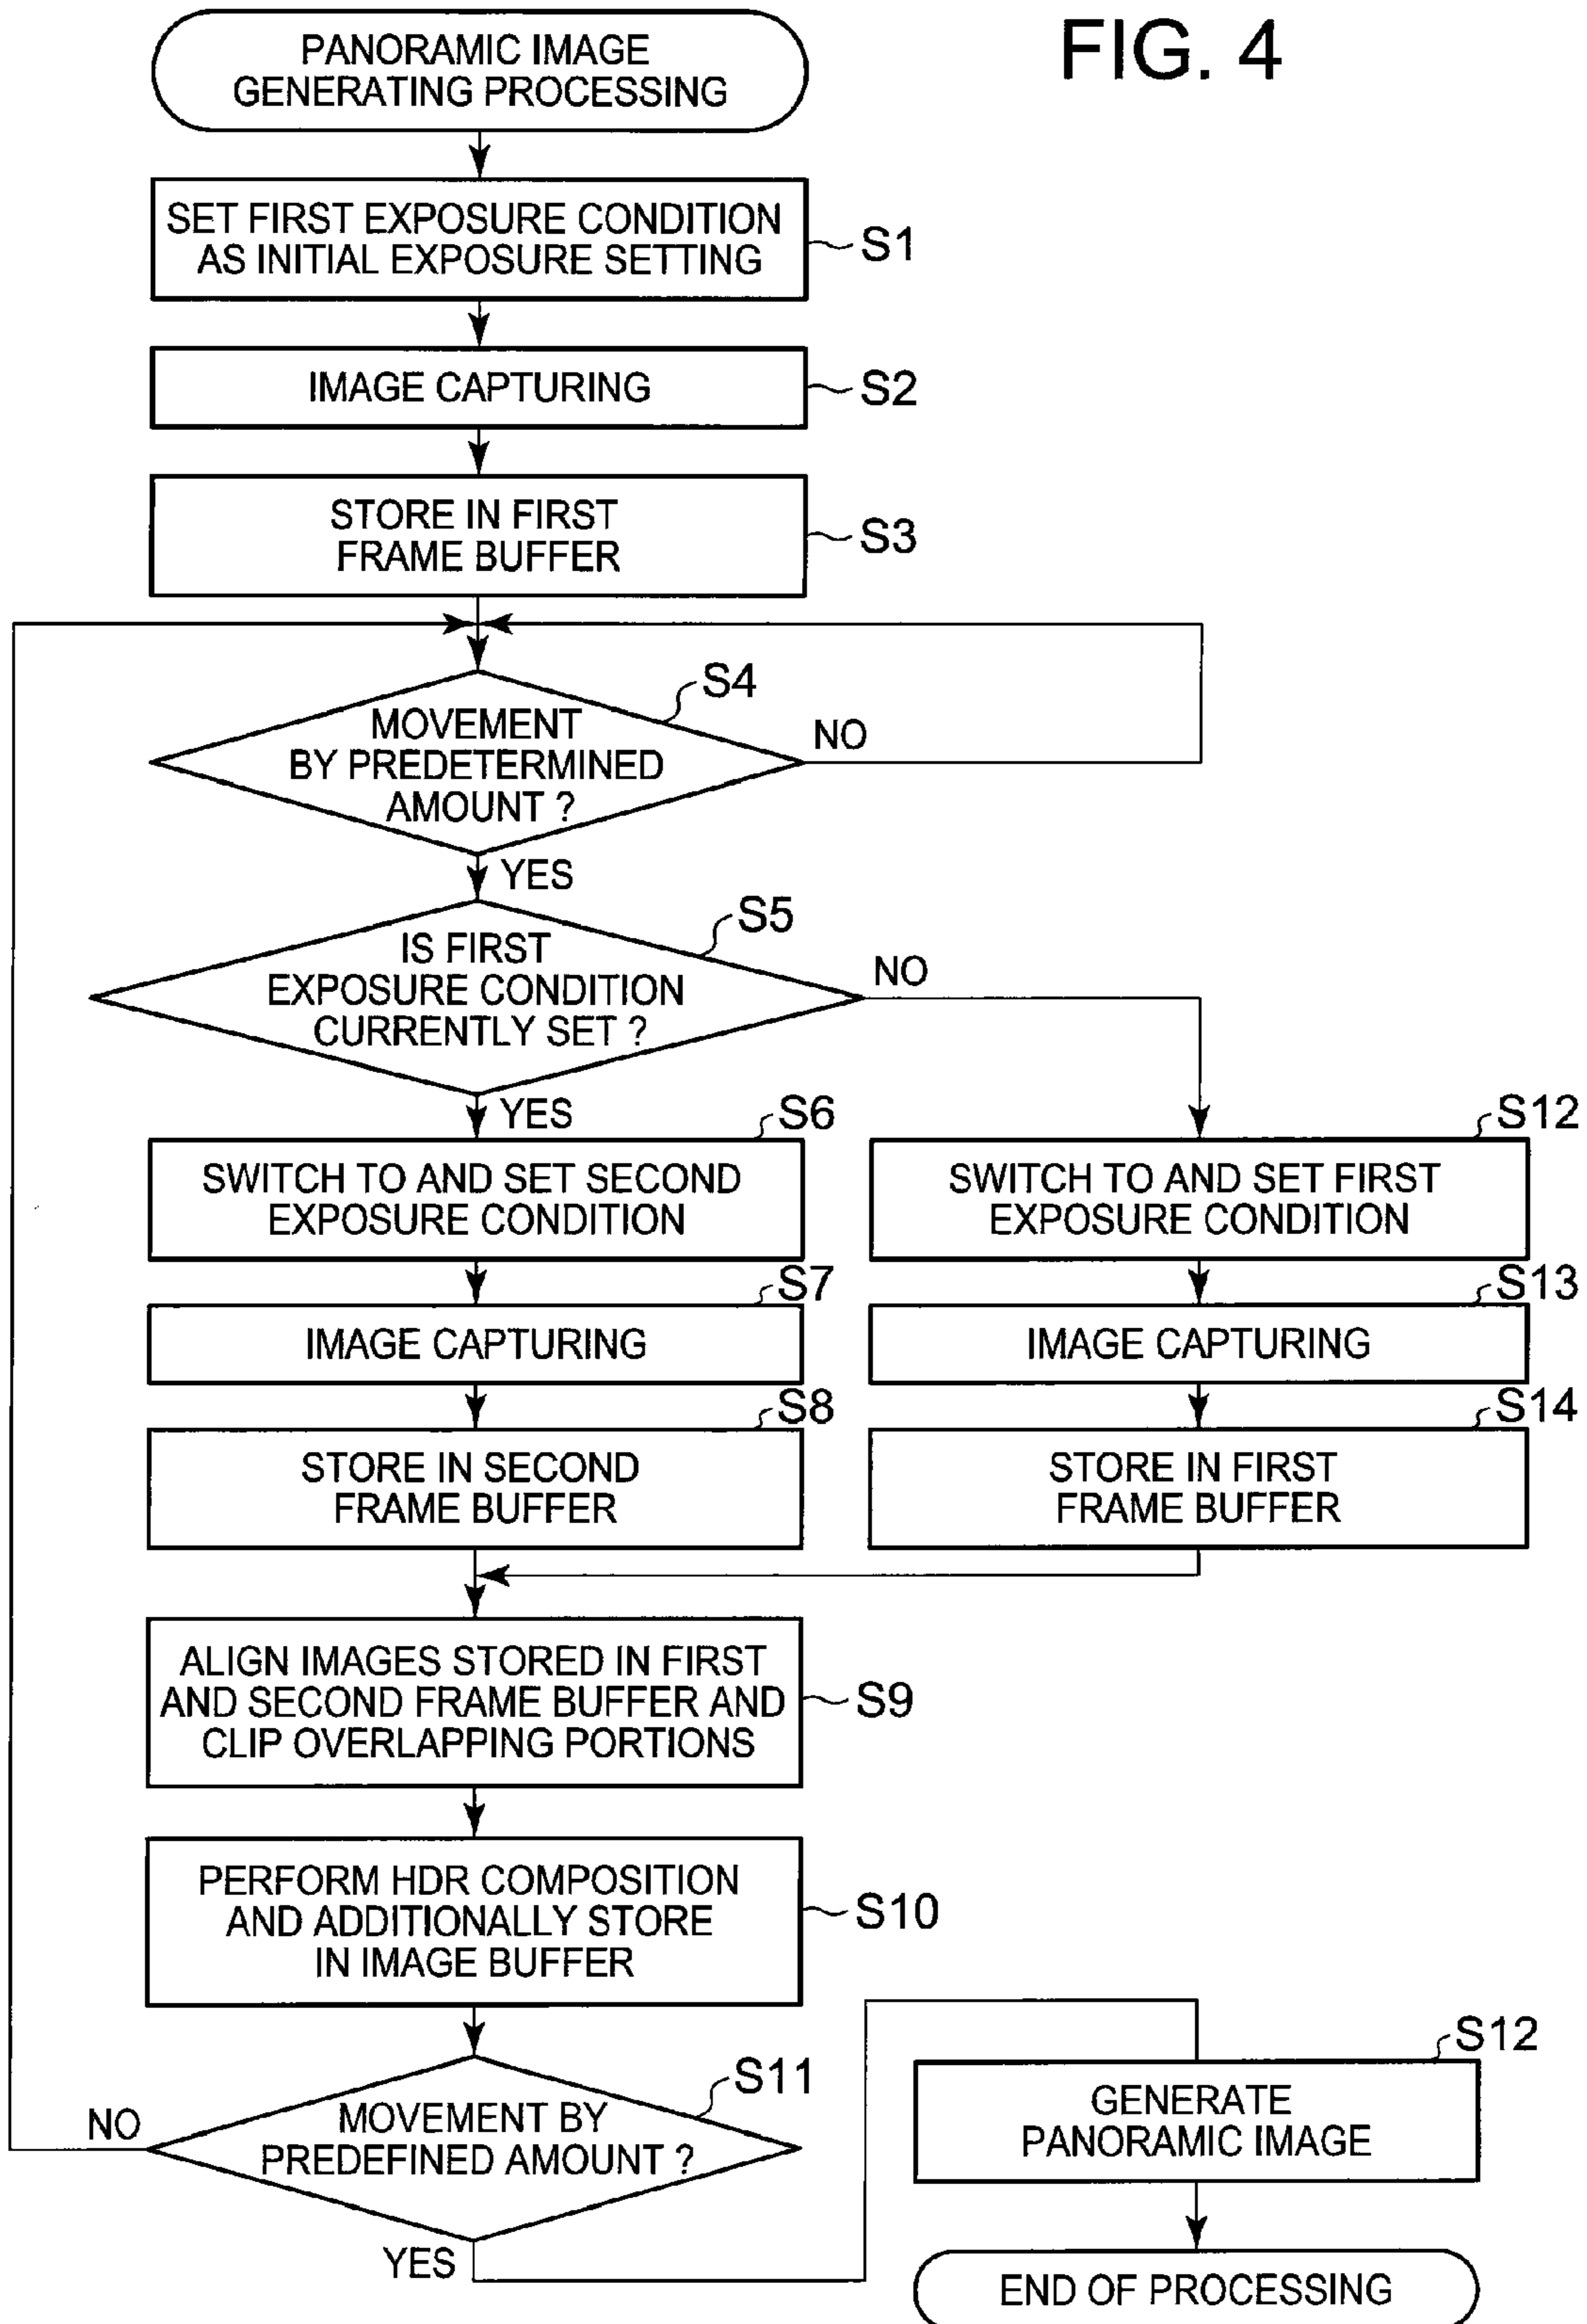 FIG. 4
PANORAMIC IMAGE
GENERATING PROCESSING
SET FIRST EXPOSURE CONDITION
AS INITIAL EXPOSURE SETTING
S1
IMAGE CAPTURING
S2
STORE IN FIRST
FRAME BUFFER
S3
S4
MOVEMENT
BY PREDETERMINED
AMOUNT ?
NO
YES
S5
IS FIRST
EXPOSURE CONDITION
CURRENTLY SET ?
NO
YES
S6
SWITCH TO AND SET SECOND
EXPOSURE CONDITION
S7
IMAGE CAPTURING
S8
STORE IN SECOND
FRAME BUFFER
S12
SWITCH TO AND SET FIRST
EXPOSURE CONDITION
S13
IMAGE CAPTURING
S14
STORE IN FIRST
FRAME BUFFER
ALIGN IMAGES STORED IN FIRST
AND SECOND FRAME BUFFER AND
CLIP OVERLAPPING PORTIONS
S9
PERFORM HDR COMPOSITION
AND ADDITIONALLY STORE
IN IMAGE BUFFER
S10
S11
MOVEMENT BY
PREDEFINED AMOUNT ?
NO
YES
S12
GENERATE
PANORAMIC IMAGE
END OF PROCESSING